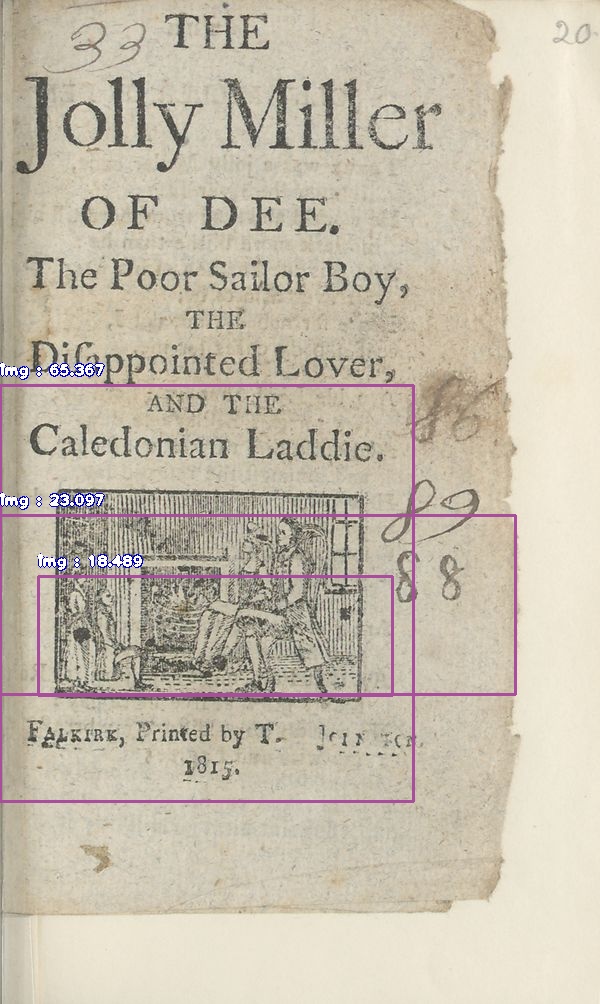 33
20
THE
Jolly Miller
OF DEE.
The Poor Sailor Boy,
THE
Diſappointed Lover,
img : 65.367
AND THE
Caledonian Laddie.
86
img : 23.097
89
img : 18.489
88
FALKIRK, Printed by T.
1815.